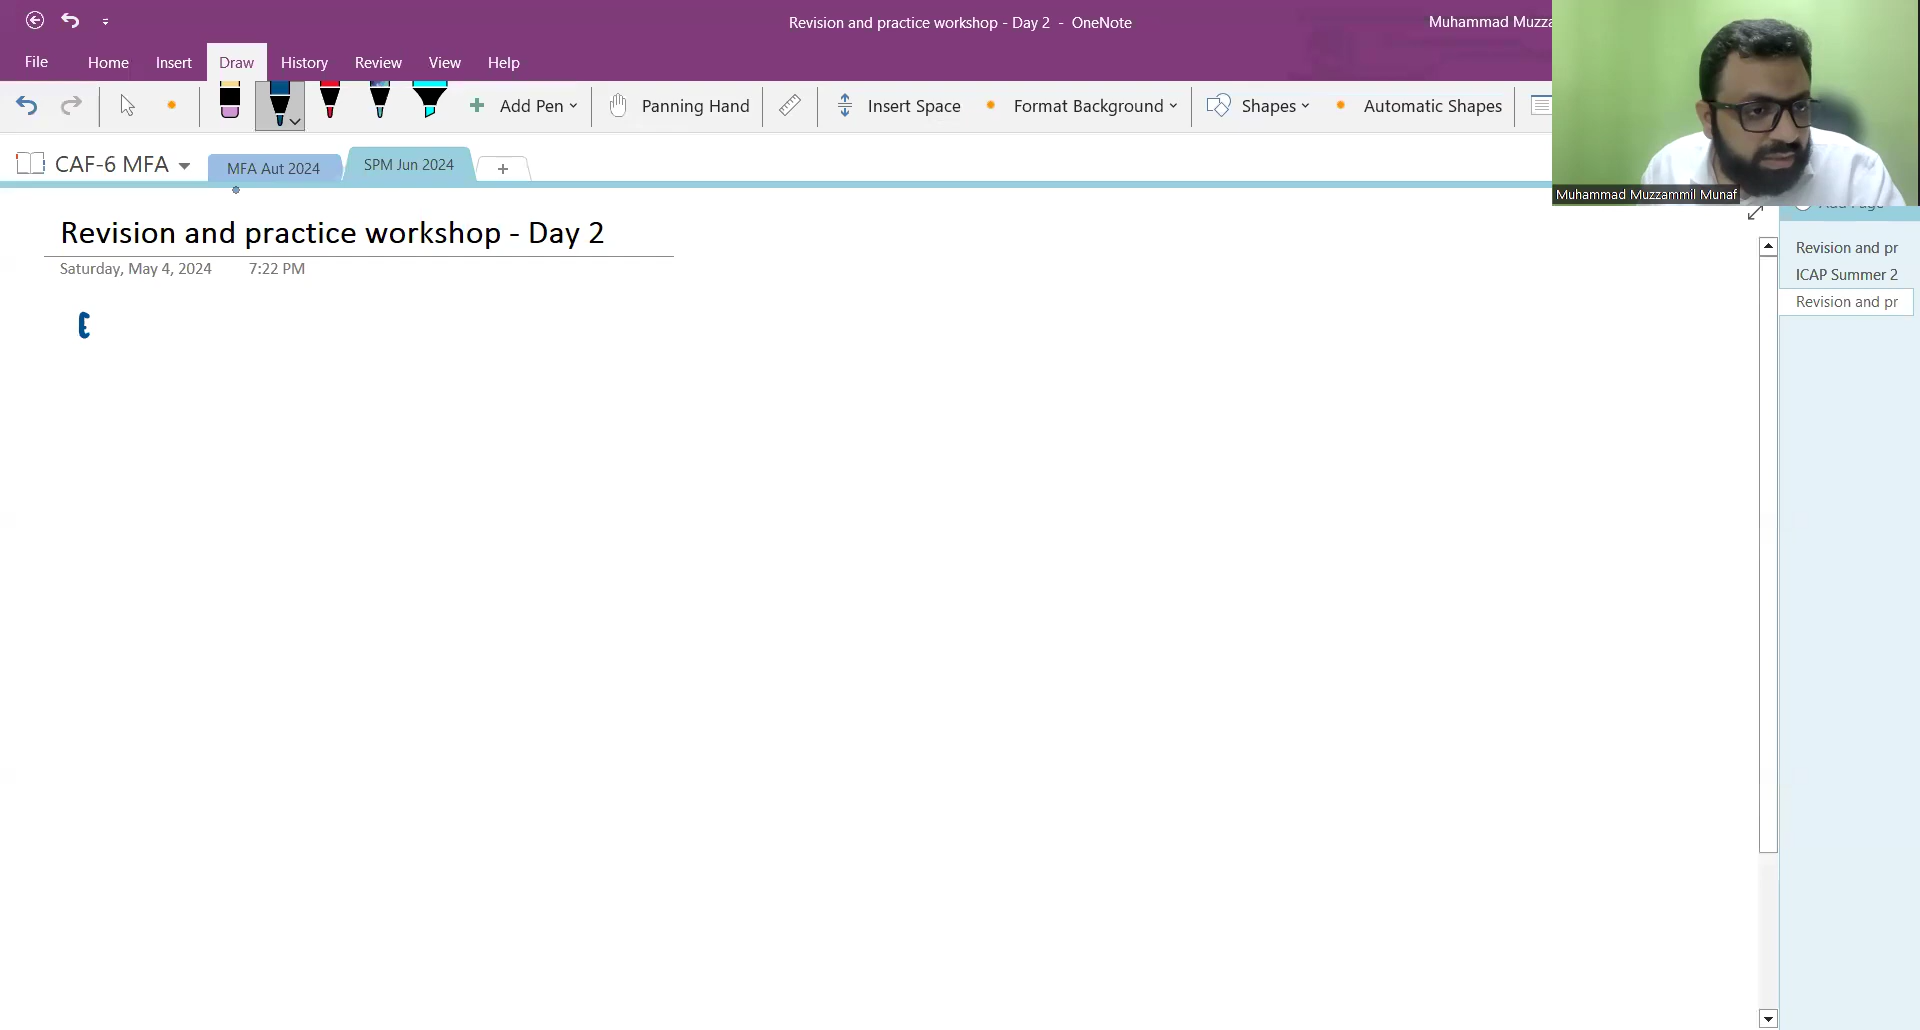 Revision and practice workshop - Day 2 - OneNote
Muhammad Muzza
File Home Insert Draw History Review View Help
Add Pen Panning Hand Insert Space Format Background Shapes Automatic Shapes
Muhammad Muzzammil Munaf
CAF-6 MFA MFA Aut 2024 SPM Jun 2024
Add Page
Revision and practice workshop - Day 2
Saturday, May 4, 2024 7:22 PM
Revision and pr
ICAP Summer 2
Revision and pr
E